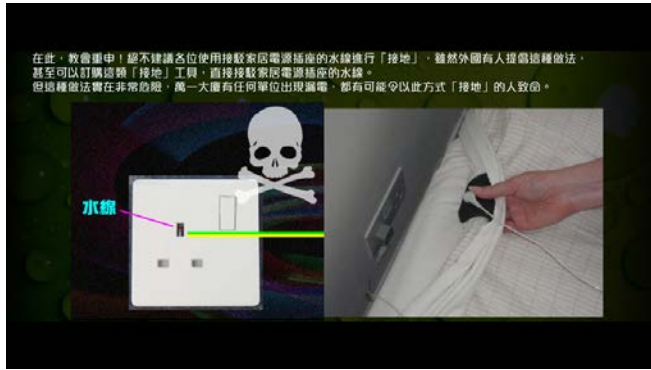 在此，教會重申！絕不建議各位使用接駁家居電源插座的水線進行「接地」，雖然外國有人提倡這種做法，
甚至可以訂購這類「接地」工具，直接接駁家居電源插座的水線。
但這種做法實在非常危險，萬一大廈有任何單位出現漏電，都有可能令以此方式「接地」的人致命。
水線